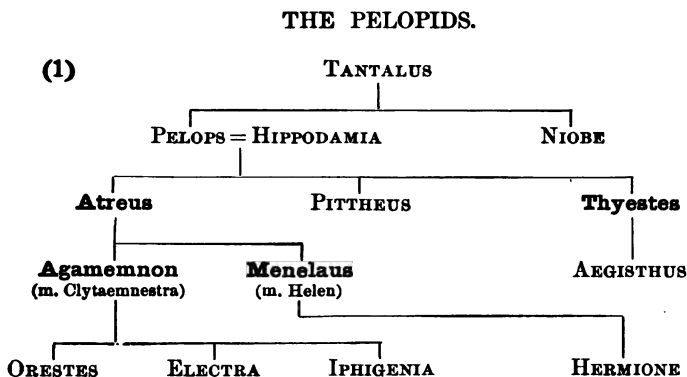 THE PELOPIDS.
(1)
TANTALUS
PELOPS = HIPPODAMIA NIOBE
Atreus PITTHEUS Thyestes
Agamemnon Menelaus AEGISTHUS
(m. Clytaemnestra) (m. Helen)
ORESTES ELECTRA IPHIGENIA HERMIONE